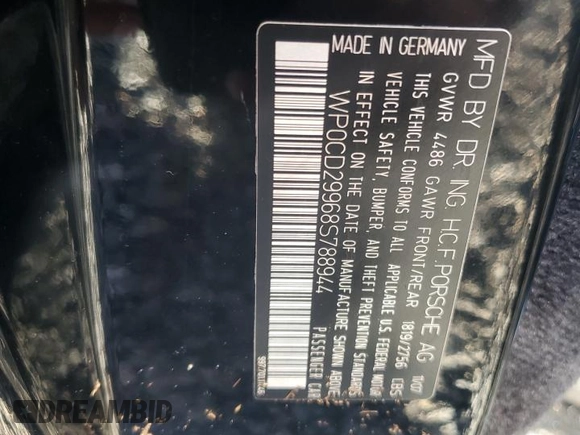 MFD BY DR. ING. H.C.F. PORSCHE AG
GVWR 4486 GAWR FRONT/REAR 1819/2756 LBS
THIS VEHICLE CONFORMS TO ALL APPLICABLE U.S. FEDERAL MOTOR
VEHICLE SAFETY, BUMPER, AND THEFT PREVENTION STANDARDS
IN EFFECT ON THE DATE OF MANUFACTURE SHOWN ABOVE
WP0CD29968S788944
PASSENGER CAR
MADE IN GERMANY
DREAMBID